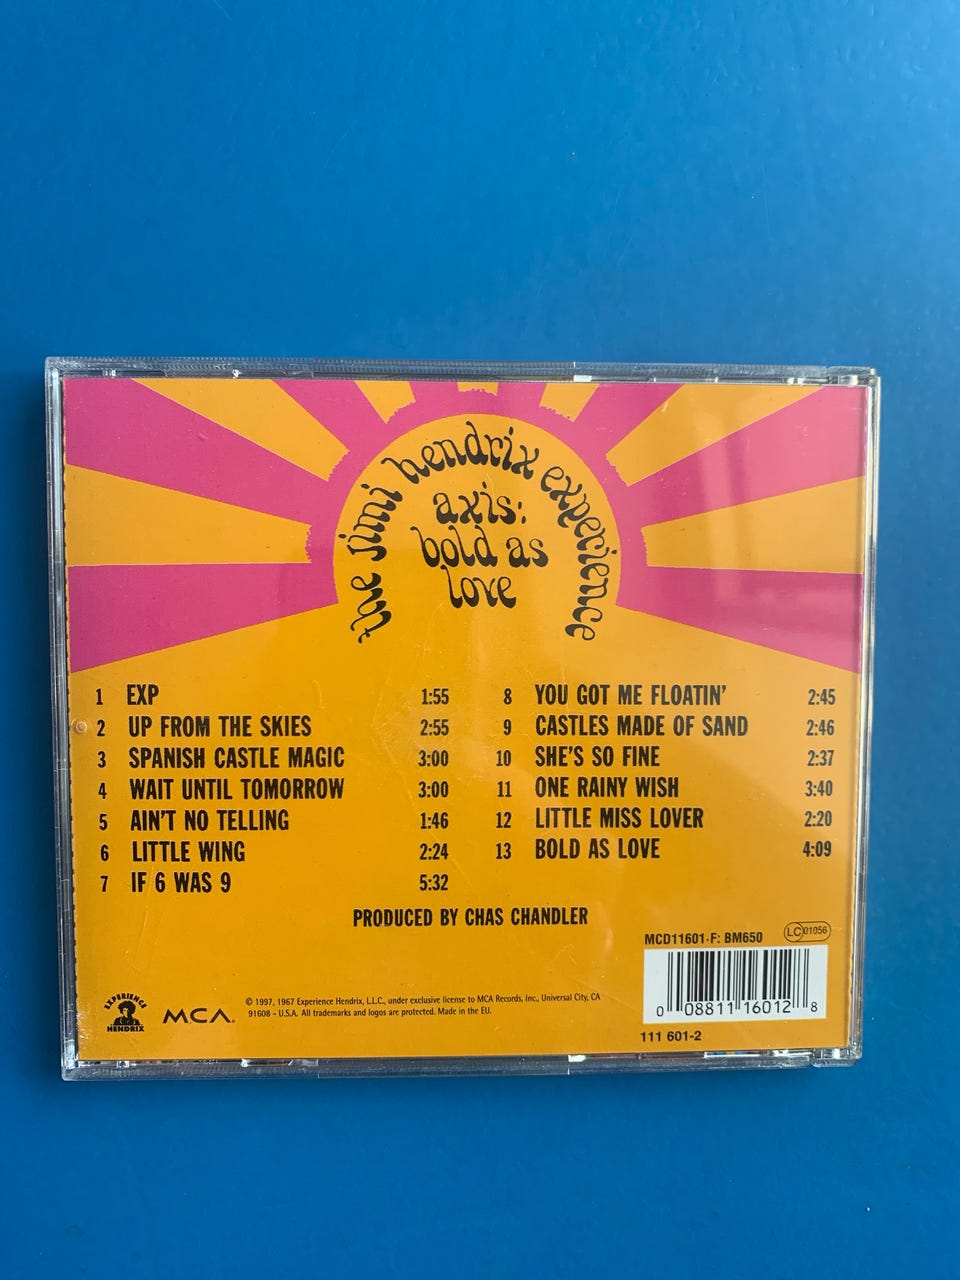 the jimi hendrix experience
axis:
bold as
love
1 EXP 1:55
2 UP FROM THE SKIES 2:55
3 SPANISH CASTLE MAGIC 3:00
4 WAIT UNTIL TOMORROW 3:00
5 AIN'T NO TELLING 1:46
6 LITTLE WING 2:24
7 IF 6 WAS 9 5:32
8 YOU GOT ME FLOATIN' 2:45
9 CASTLES MADE OF SAND 2:46
10 SHE'S SO FINE 2:37
11 ONE RAINY WISH 3:40
12 LITTLE MISS LOVER 2:20
13 BOLD AS LOVE 4:09
PRODUCED BY CHAS CHANDLER
MCD11601-F: BM650
LC 01056
0 08811 16012 8
111 601-2
EXPERIENCE
HENDRIX
MCA.
© 1997, 1967 Experience Hendrix, L.L.C., under exclusive license to MCA Records, Inc., Universal City, CA
91608 - U.S.A. All trademarks and logos are protected. Made in the EU.